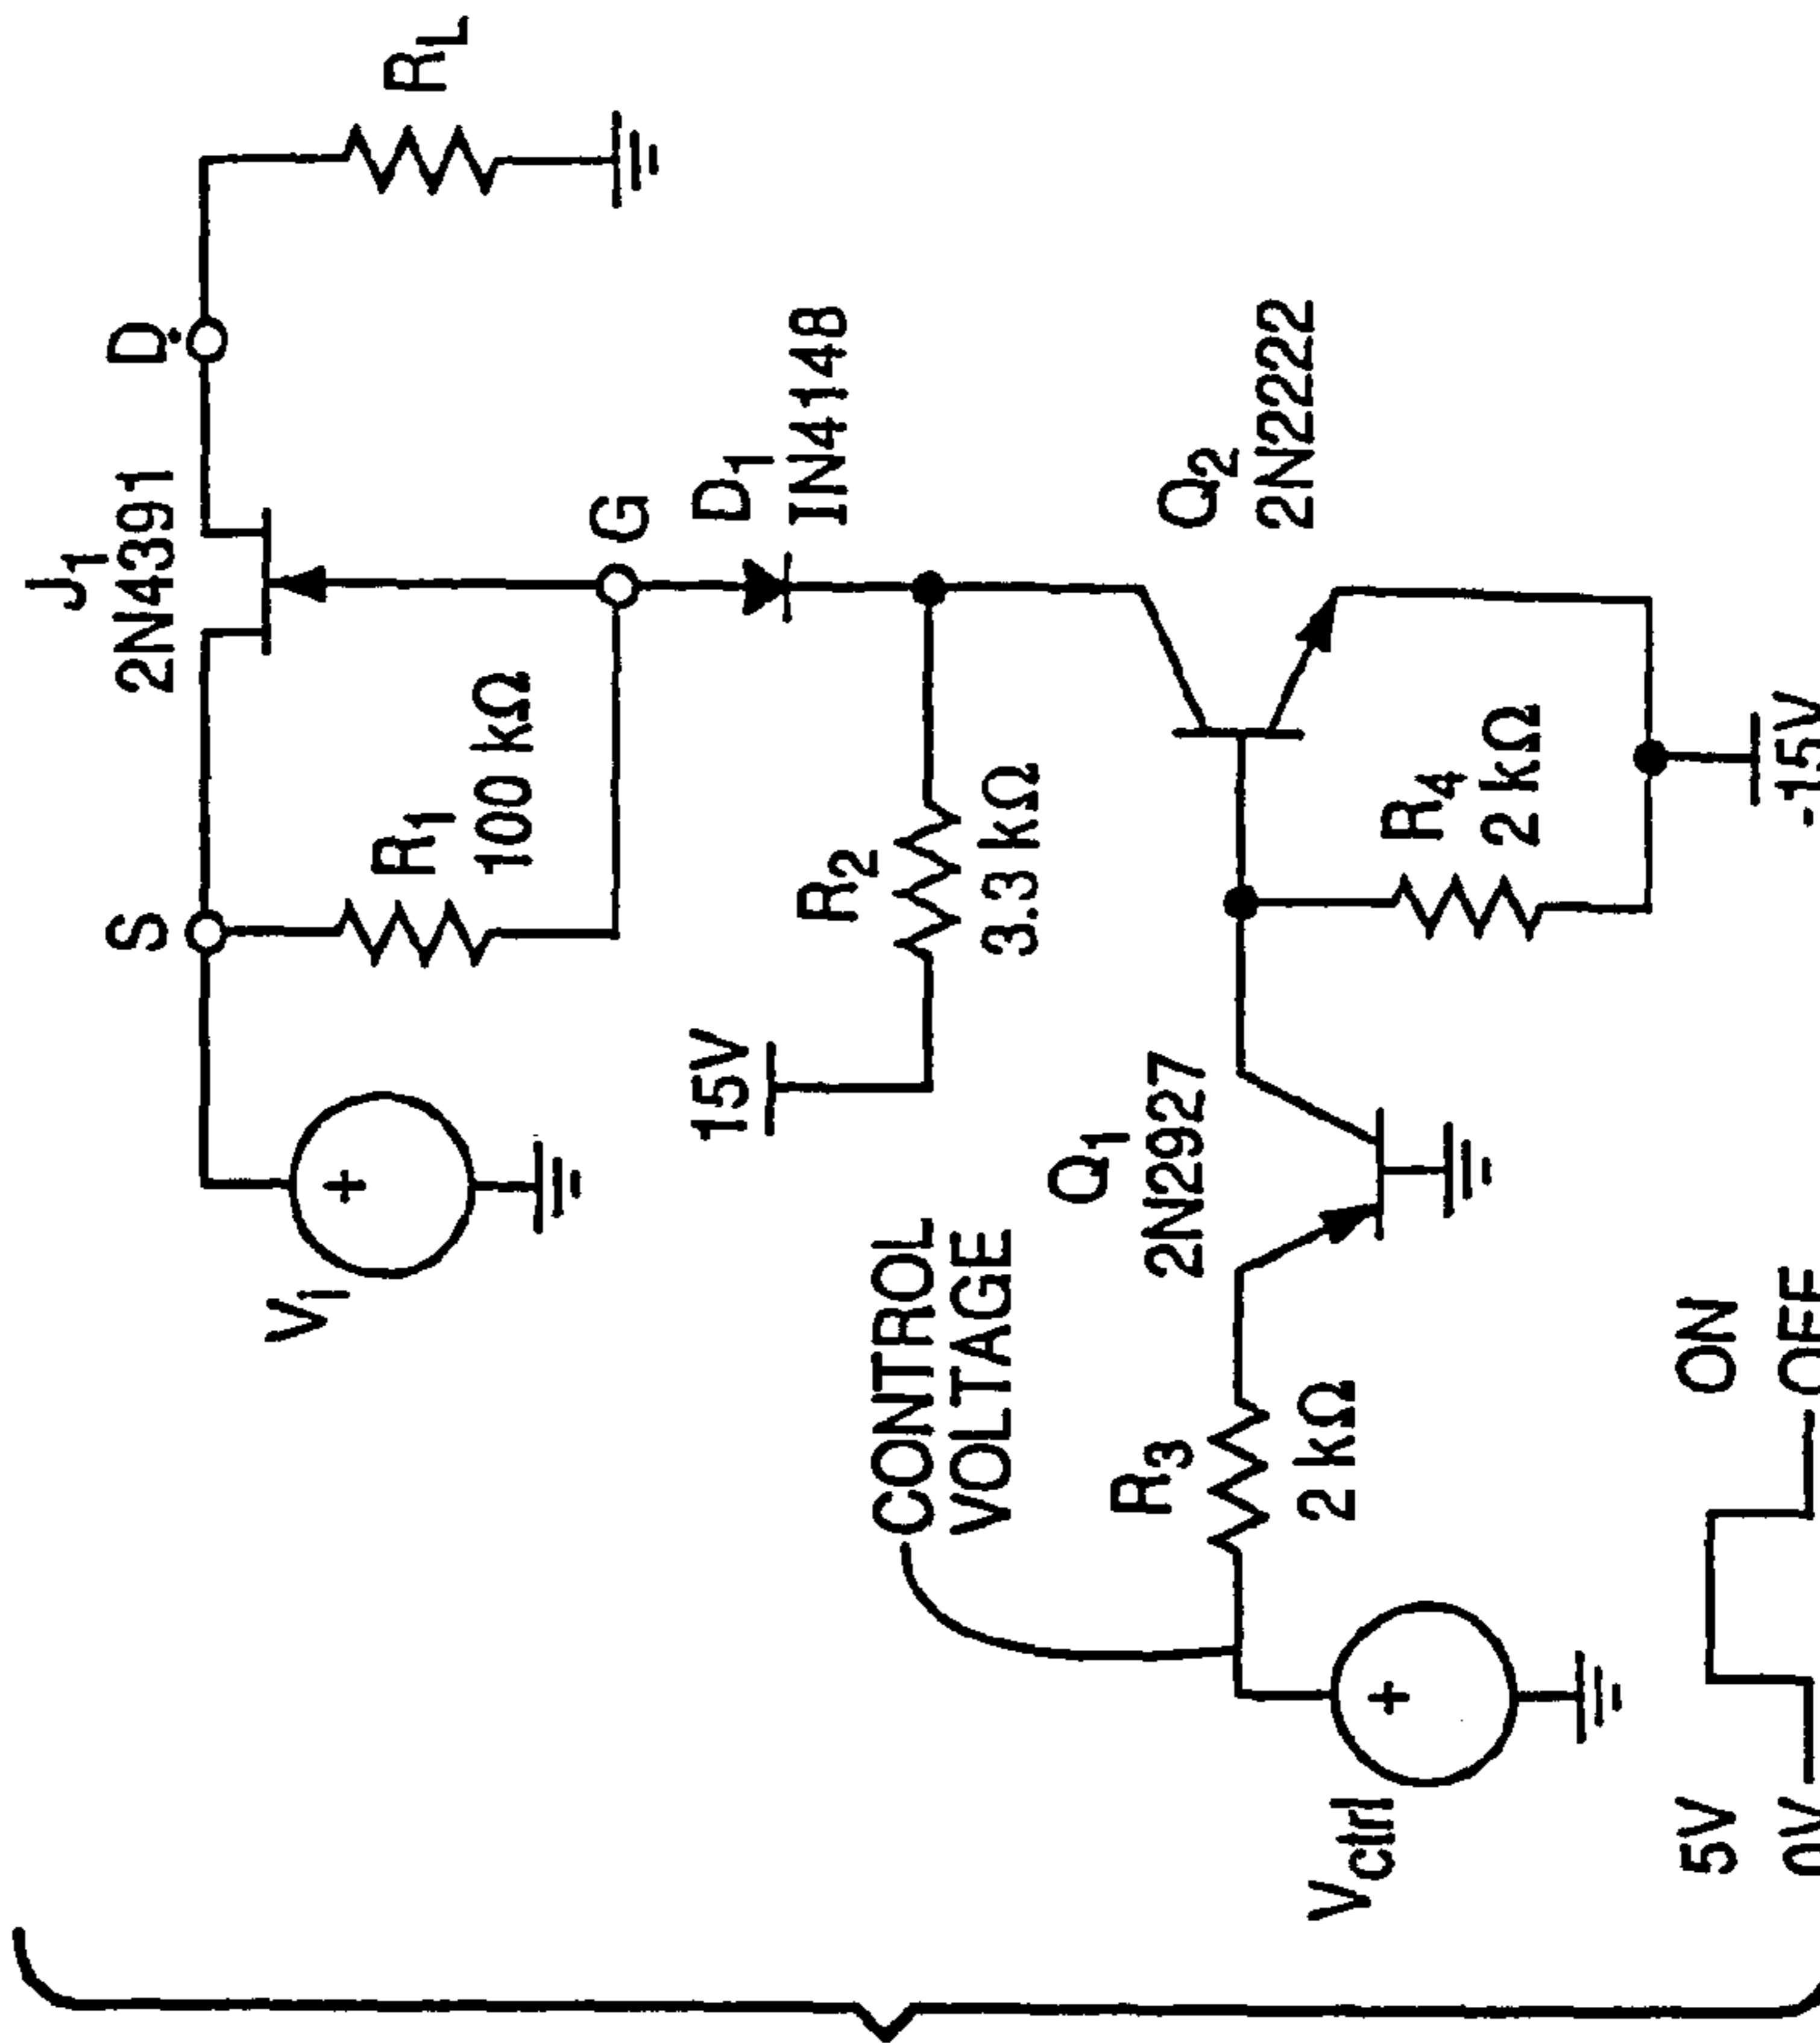 J1
2N4391
S
D
RL
R1
100 kΩ
G
VI
D1
IN4148
15V
R2
3.3 kΩ
CONTROL
VOLTAGE
Q1
2N2927
Q2
2N2222
R3
2 kΩ
R4
2 kΩ
+
+
Vctrl
-15V
5V
ON
0V
OFF